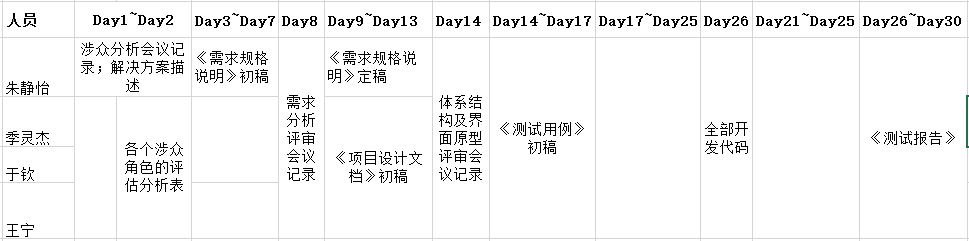 人员 Day1~Day2 Day3~Day7 Day8 Day9~Day13 Day14 Day14~Day17 Day17~Day25 Day26 Day21~Day25 Day26~Day30
朱静怡
涉众分析会议记
录；解决方案描
述
《需求规格
说明》初稿
需求
分析
评审
会议
记录
《需求规格说
明》定稿
体系结
构及界
面原型
评审会
议记录
《测试用例》
初稿
全部开
发代码
《测试报告》
季灵杰
各个涉众
角色的评
估分析表
《项目设计文
档》初稿
于钦
王宁